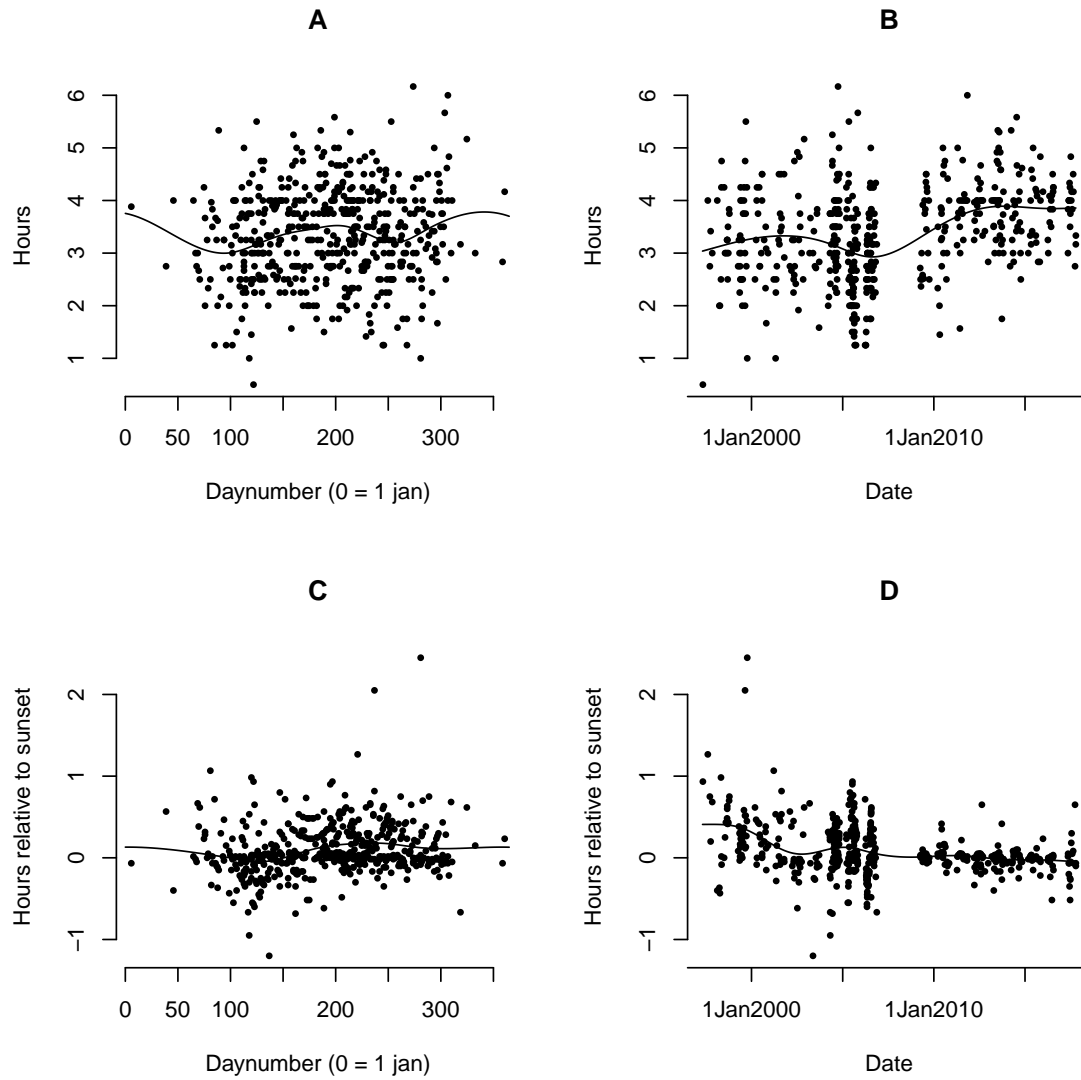 A
Hours
6
5
4
3
2
1
0 50 100 200 300
Daynumber (0 = 1 jan)
B
Hours
6
5
4
3
2
1
1Jan2000 1Jan2010
Date
C
Hours relative to sunset
2
1
0
−1
0 50 100 200 300
Daynumber (0 = 1 jan)
D
Hours relative to sunset
2
1
0
−1
1Jan2000 1Jan2010
Date